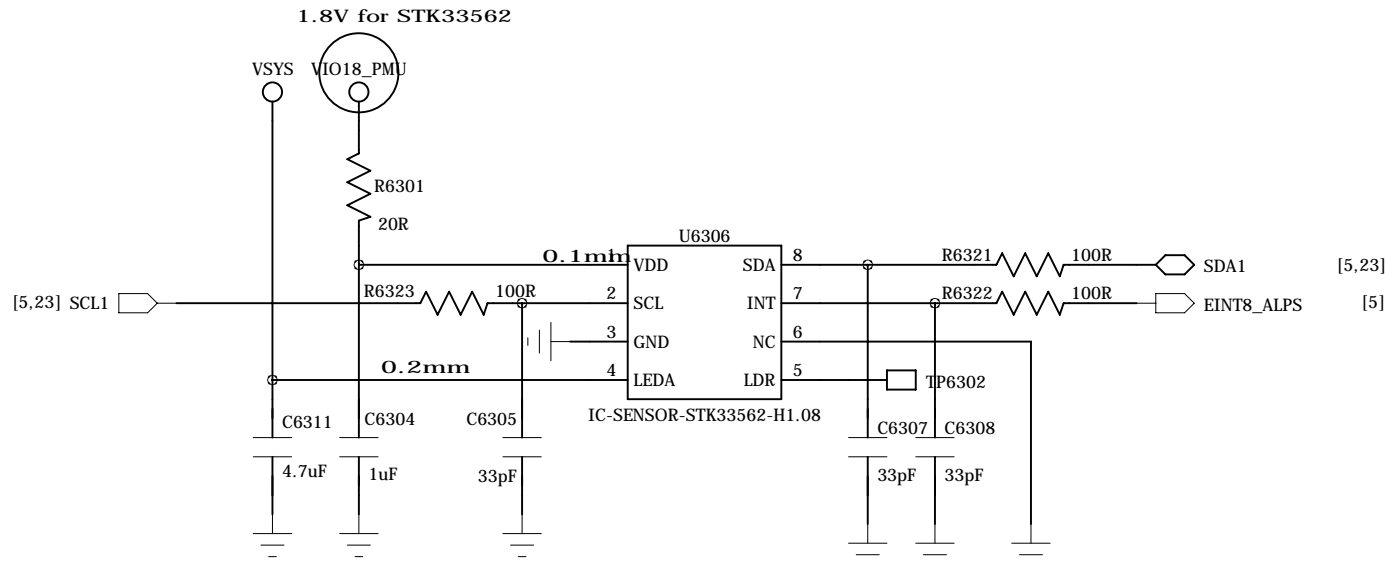 1.8V for STK33562
VSYS VIO18_PMU
R6301
20R
U6306
0.1mm
VDD SDA 8 R6321 100R SDA1 [5,23]
[5,23] SCL1 R6323 100R 2 SCL INT 7 R6322 100R EINT8_ALPS [5]
3 GND NC 6
0.2mm 4 LEDA LDR 5 TP6302
IC-SENSOR-STK33562-H1.08
C6311 C6304 C6305 C6307 C6308
4.7uF 1uF 33pF 33pF 33pF